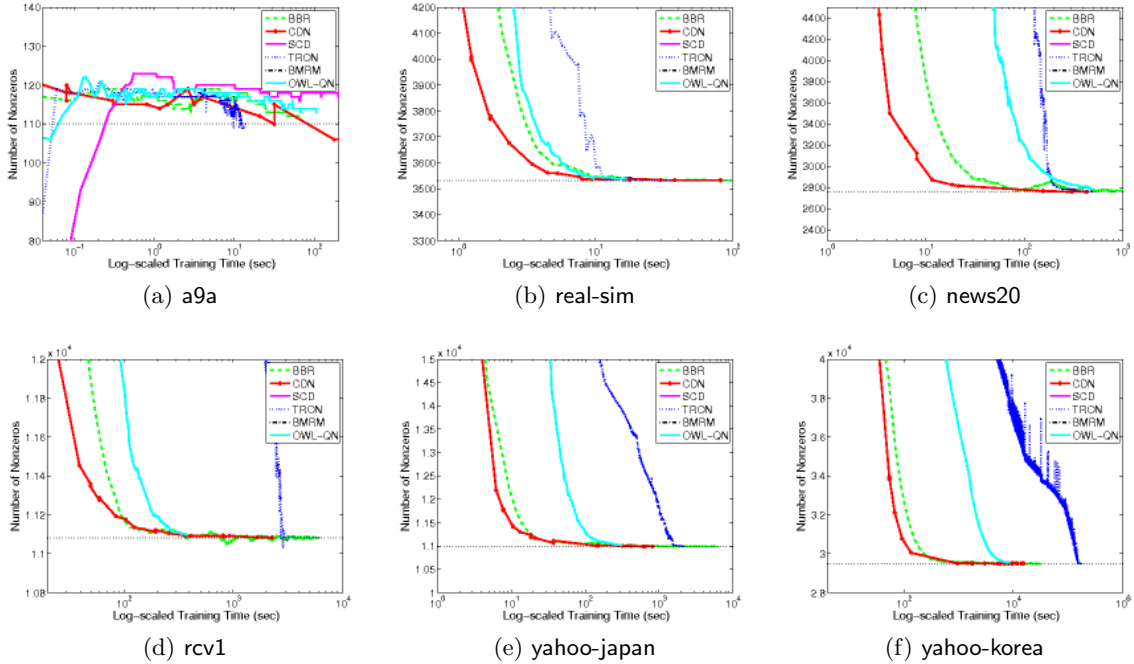 140
130
120
110
100
90
80
Number of Nonzeros
10^-1
10^0
10^1
10^2
Log-scaled Training Time (sec)
BBR
CDN
SCD
TRON
BMRM
OWL-QN
(a) a9a
4200
4100
4000
3900
3800
3700
3600
3500
3400
3300
Number of Nonzeros
10^0
10^1
10^2
Log-scaled Training Time (sec)
BBR
CDN
SCD
TRON
BMRM
OWL-QN
(b) real-sim
4400
4200
4000
3800
3600
3400
3200
3000
2800
2600
2400
Number of Nonzeros
10^0
10^1
10^2
10^3
Log-scaled Training Time (sec)
BBR
CDN
SCD
TRON
BMRM
OWL-QN
(c) news20
x 10^4
1.2
1.18
1.16
1.14
1.12
1.1
1.08
Number of Nonzeros
10^2
10^3
10^4
Log-scaled Training Time (sec)
BBR
CDN
SCD
TRON
BMRM
OWL-QN
(d) rcv1
x 10^4
1.5
1.45
1.4
1.35
1.3
1.25
1.2
1.15
1.1
1.05
1
Number of Nonzeros
10^0
10^1
10^2
10^3
10^4
Log-scaled Training Time (sec)
BBR
CDN
SCD
TRON
BMRM
OWL-QN
(e) yahoo-japan
x 10^4
4
3.8
3.6
3.4
3.2
3
2.8
Number of Nonzeros
10^2
10^4
10^6
Log-scaled Training Time (sec)
BBR
CDN
SCD
TRON
BMRM
OWL-QN
(f) yahoo-korea